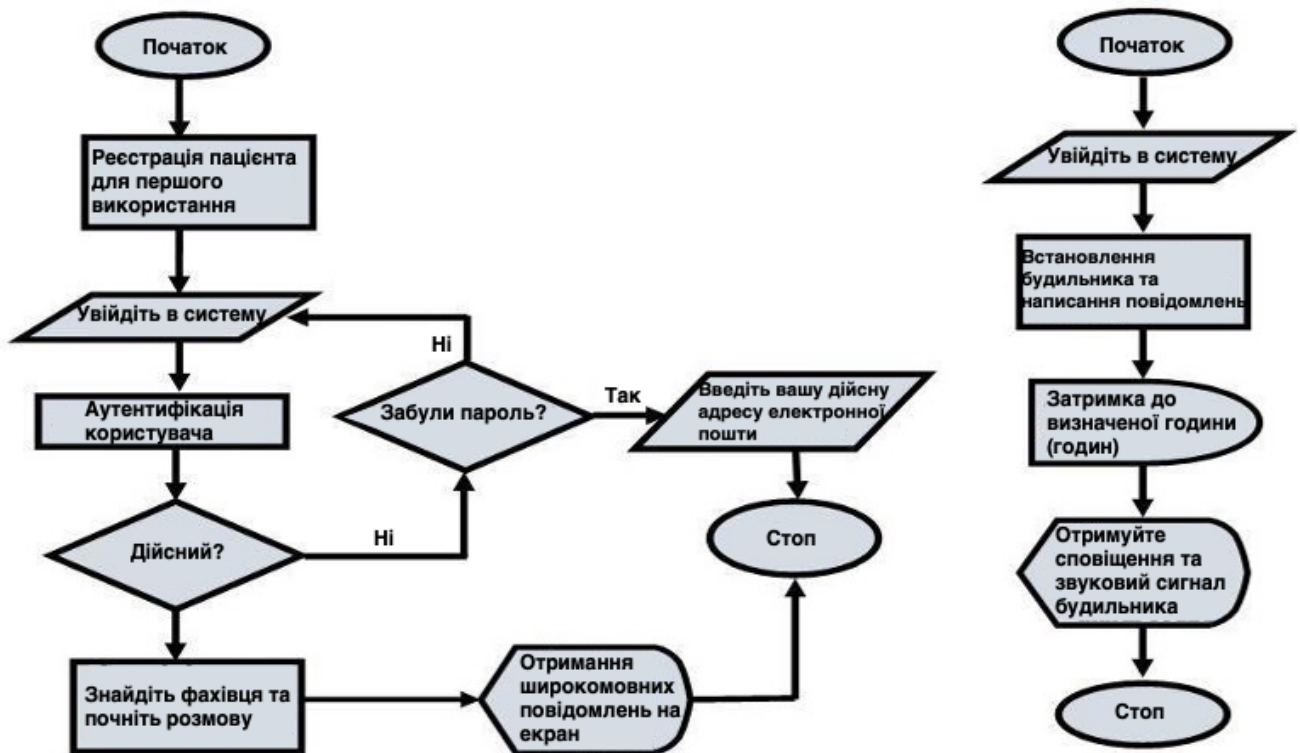 Початок
Реєстрація пацієнта
для першого
використання
Увійдіть в систему
Аутентифікація
користувача
Дійсний?
Ні
Забули пароль?
Ні
Так
Введіть вашу дійсну
адресу електронної
пошти
Стоп
Знайдіть фахівця та
почніть розмову
Отримання
широкомовних
повідомлень на
екран
Початок
Увійдіть в систему
Встановлення
будильника та
написання повідомлень
Затримка до
визначеної години
(годин)
Отримуйте
сповіщення та
звуковий сигнал
будильника
Стоп